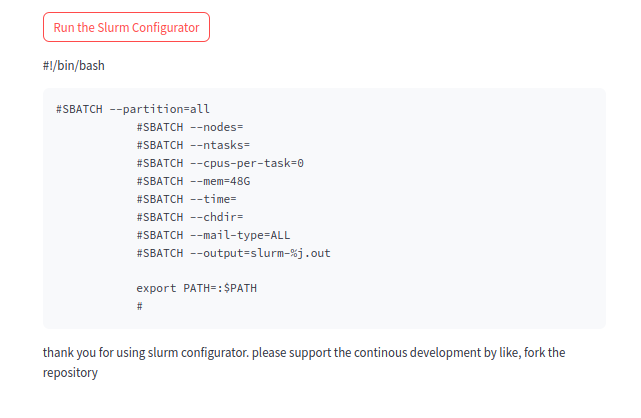 Run the Slurm Configurator
#!/bin/bash
#SBATCH --partition=all
#SBATCH --nodes=
#SBATCH --ntasks=
#SBATCH --cpus-per-task=0
#SBATCH --mem=48G
#SBATCH --time=
#SBATCH --chdir=
#SBATCH --mail-type=ALL
#SBATCH --output=slurm-%j.out
export PATH=:$PATH
#
thank you for using slurm configurator. please support the continous development by like, fork the
repository